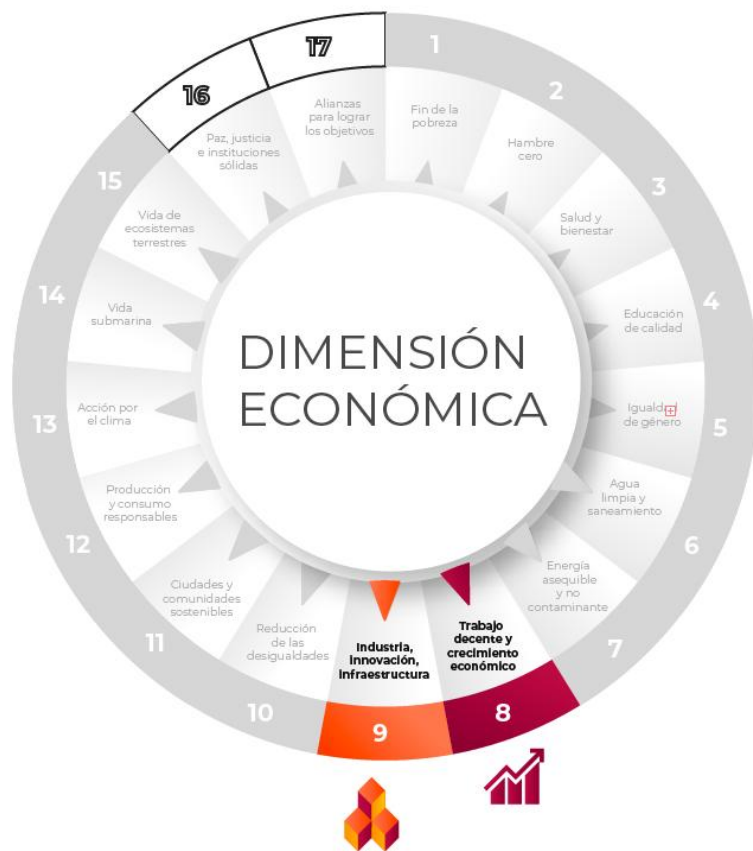 1
Fin de la
pobreza
2
Hambre
cero
3
Salud y
bienestar
4
Educación
de calidad
5
Igualdad
de género
6
Agua
limpia y
saneamiento
7
Energía
asequible
y no
contaminante
8
Trabajo
decente y
crecimiento
económico
9
Industria,
innovación,
infraestructura
10
Reducción
de las
desigualdades
11
Ciudades y
comunidades
sostenibles
12
Producción
y consumo
responsables
13
Acción por
el clima
14
Vida
submarina
15
Vida de
ecosistemas
terrestres
16
Paz, justicia
e instituciones
sólidas
17
Alianzas
para lograr
los objetivos
DIMENSIÓN
ECONÓMICA